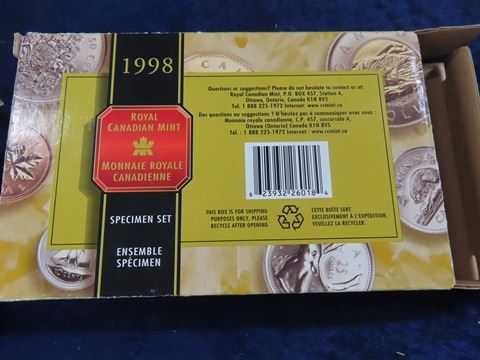 1998
ROYAL
CANADIAN MINT
MONNAIE ROYALE
CANADIENNE
SPECIMEN SET
ENSEMBLE
SPÉCIMEN
Questions or suggestions? Please do not hesitate to contact us at:
Royal Canadian Mint, P.O. BOX 457, Station A,
Ottawa, Ontario, Canada K1N 8V5
Tel. 1 888 225-1972 Internet : www.rcmint.ca
Des questions ou suggestions ? N'hésitez pas à communiquer avec nous :
Monnaie royale canadienne, C.P. 457, succursale A,
Ottawa (Ontario) Canada K1N 8V5
Tél. : 1 888 225-1972 Internet : www.rcmint.ca
6 23932 26018 4
THIS BOX IS FOR SHIPPING
PURPOSES ONLY, PLEASE
RECYCLE AFTER OPENING
CETTE BOÎTE SERT
EXCLUSIVEMENT À L'EXPÉDITION,
VEUILLEZ LA RECYCLER.
50 CENTS
25